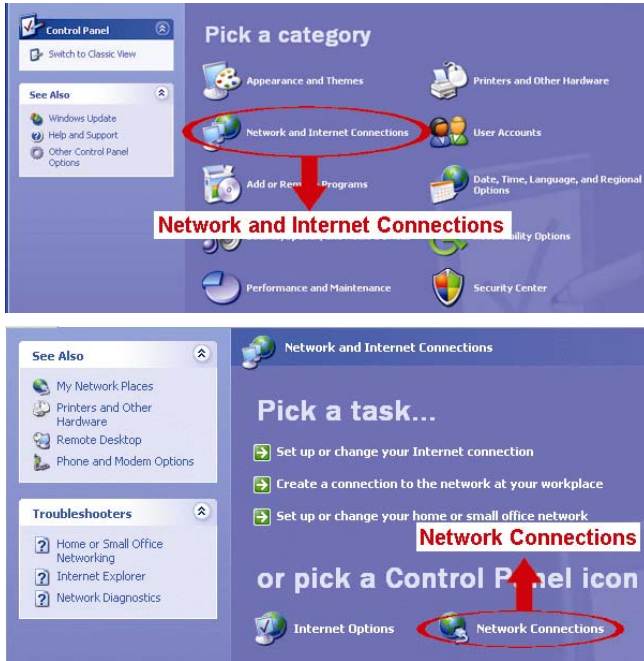 Control Panel
Switch to Classic View
See Also
Windows Update
Help and Support
Other Control Panel
Options
Pick a category
Appearance and Themes
Printers and Other Hardware
Network and Internet Connections
User Accounts
Add or Remove Programs
Date, Time, Language, and Regional
Options
Network and Internet Connections
Options
Performance and Maintenance
Security Center
See Also
My Network Places
Printers and Other
Hardware
Remote Desktop
Phone and Modem Options
Troubleshooters
Home or Small Office
Networking
Internet Explorer
Network Diagnostics
Network and Internet Connections
Pick a task...
Set up or change your Internet connection
Create a connection to the network at your workplace
Set up or change your home or small office network
Network Connections
or pick a Control Panel icon
Internet Options
Network Connections